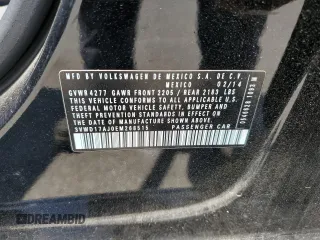 MFD BY VOLKSWAGEN DE MEXICO S.A. DE C.V.
MEXICO 02/14
GVWR 4277 GAWR FRONT 2205 / REAR 2183 LBS
THIS VEHICLE CONFORMS TO ALL APPLICABLE
FEDERAL MOTOR VEHICLE SAFETY, BUMPER
AND THEFT PREVENTION STANDARDS IN EFFECT
ON THE DATE OF MANUFACTURE SHOWN ABOVE.
3VWD17AJ0EM268515 PASSENGER CAR
DREAMBID